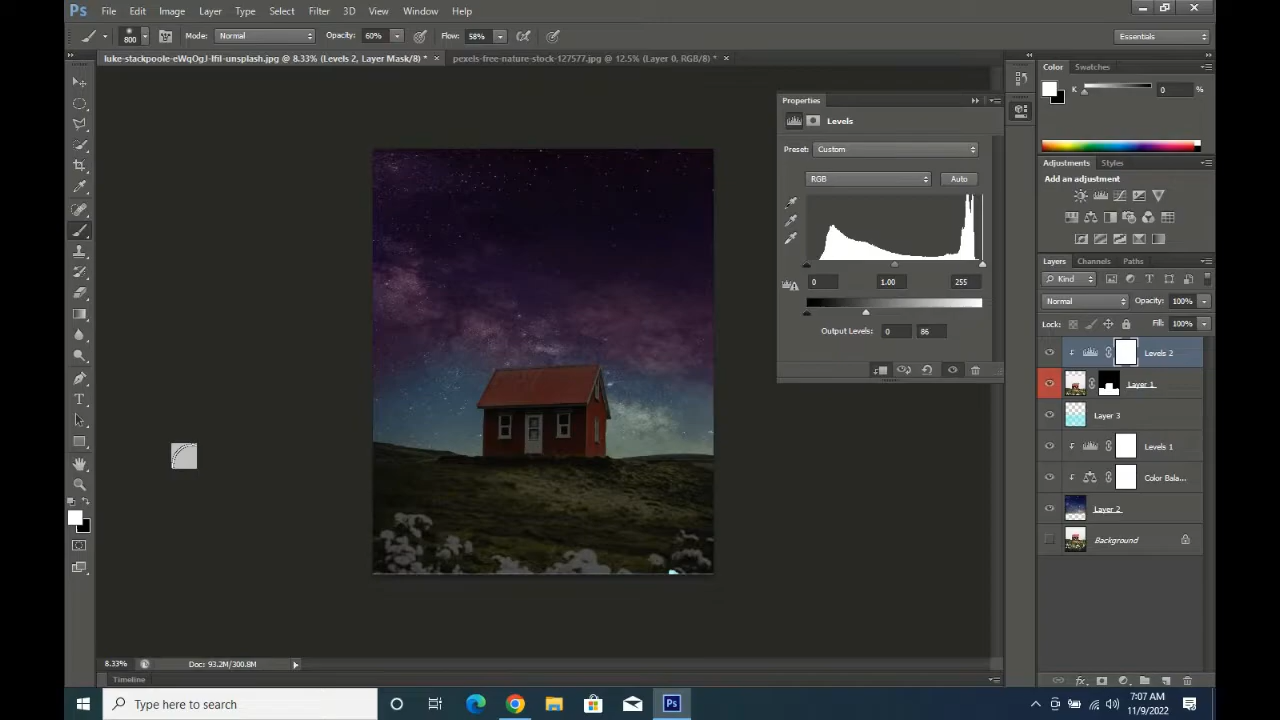 Ps File Edit Image Layer Type Select Filter 3D View Window Help
800 Mode: Normal Opacity: 60% Flow: 58% Essentials
luke-stackpoole-eWqOgJ-lfiI-unsplash.jpg @ 8.33% (Levels 2, Layer Mask/8) * × pexels-free-nature-stock-127577.jpg @ 12.5% (Layer 0, RGB/8) * ×
Color Swatches
K 0 %
Properties
Levels
Preset: Custom
RGB Auto
0 1.00 255
Output Levels: 0 86
Adjustments Styles
Add an adjustment
Layers Channels Paths
Kind
Normal Opacity: 100%
Lock: Fill: 100%
Levels 2
Layer 1
Layer 3
Levels 1
Color Bala...
Layer 2
Background
8.33% Doc: 93.2M/300.8M
Timeline
Type here to search
Ps
7:07 AM
11/9/2022